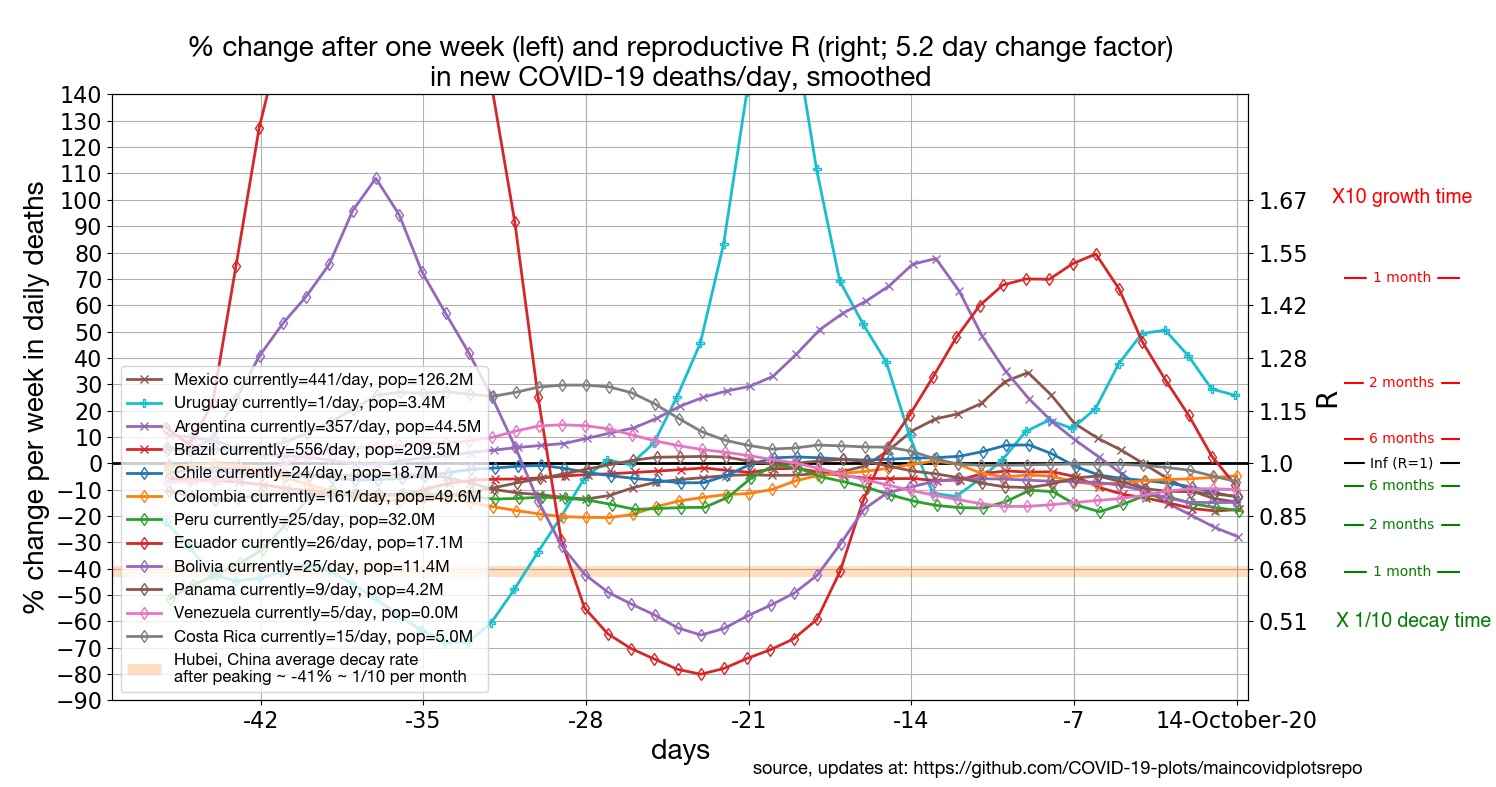 % change after one week (left) and reproductive R (right; 5.2 day change factor)
in new COVID-19 deaths/day, smoothed
% change per week in daily deaths
140
130
120
110
100
90
80
70
60
50
40
30
20
10
0
−10
−20
−30
−40
−50
−60
−70
−80
−90
Mexico currently=441/day, pop=126.2M
Uruguay currently=1/day, pop=3.4M
Argentina currently=357/day, pop=44.5M
Brazil currently=556/day, pop=209.5M
Chile currently=24/day, pop=18.7M
Colombia currently=161/day, pop=49.6M
Peru currently=25/day, pop=32.0M
Ecuador currently=26/day, pop=17.1M
Bolivia currently=25/day, pop=11.4M
Panama currently=9/day, pop=4.2M
Venezuela currently=5/day, pop=0.0M
Costa Rica currently=15/day, pop=5.0M
Hubei, China average decay rate
after peaking ~ -41% ~ 1/10 per month
-42
-35
-28
-21
-14
-7
14-October-20
days
1.67
1.55
1.42
1.28
1.15
1.0
0.85
0.68
0.51
R
X10 growth time
1 month
2 months
6 months
Inf (R=1)
6 months
2 months
1 month
X 1/10 decay time
source, updates at: https://github.com/COVID-19-plots/maincovidplotsrepo